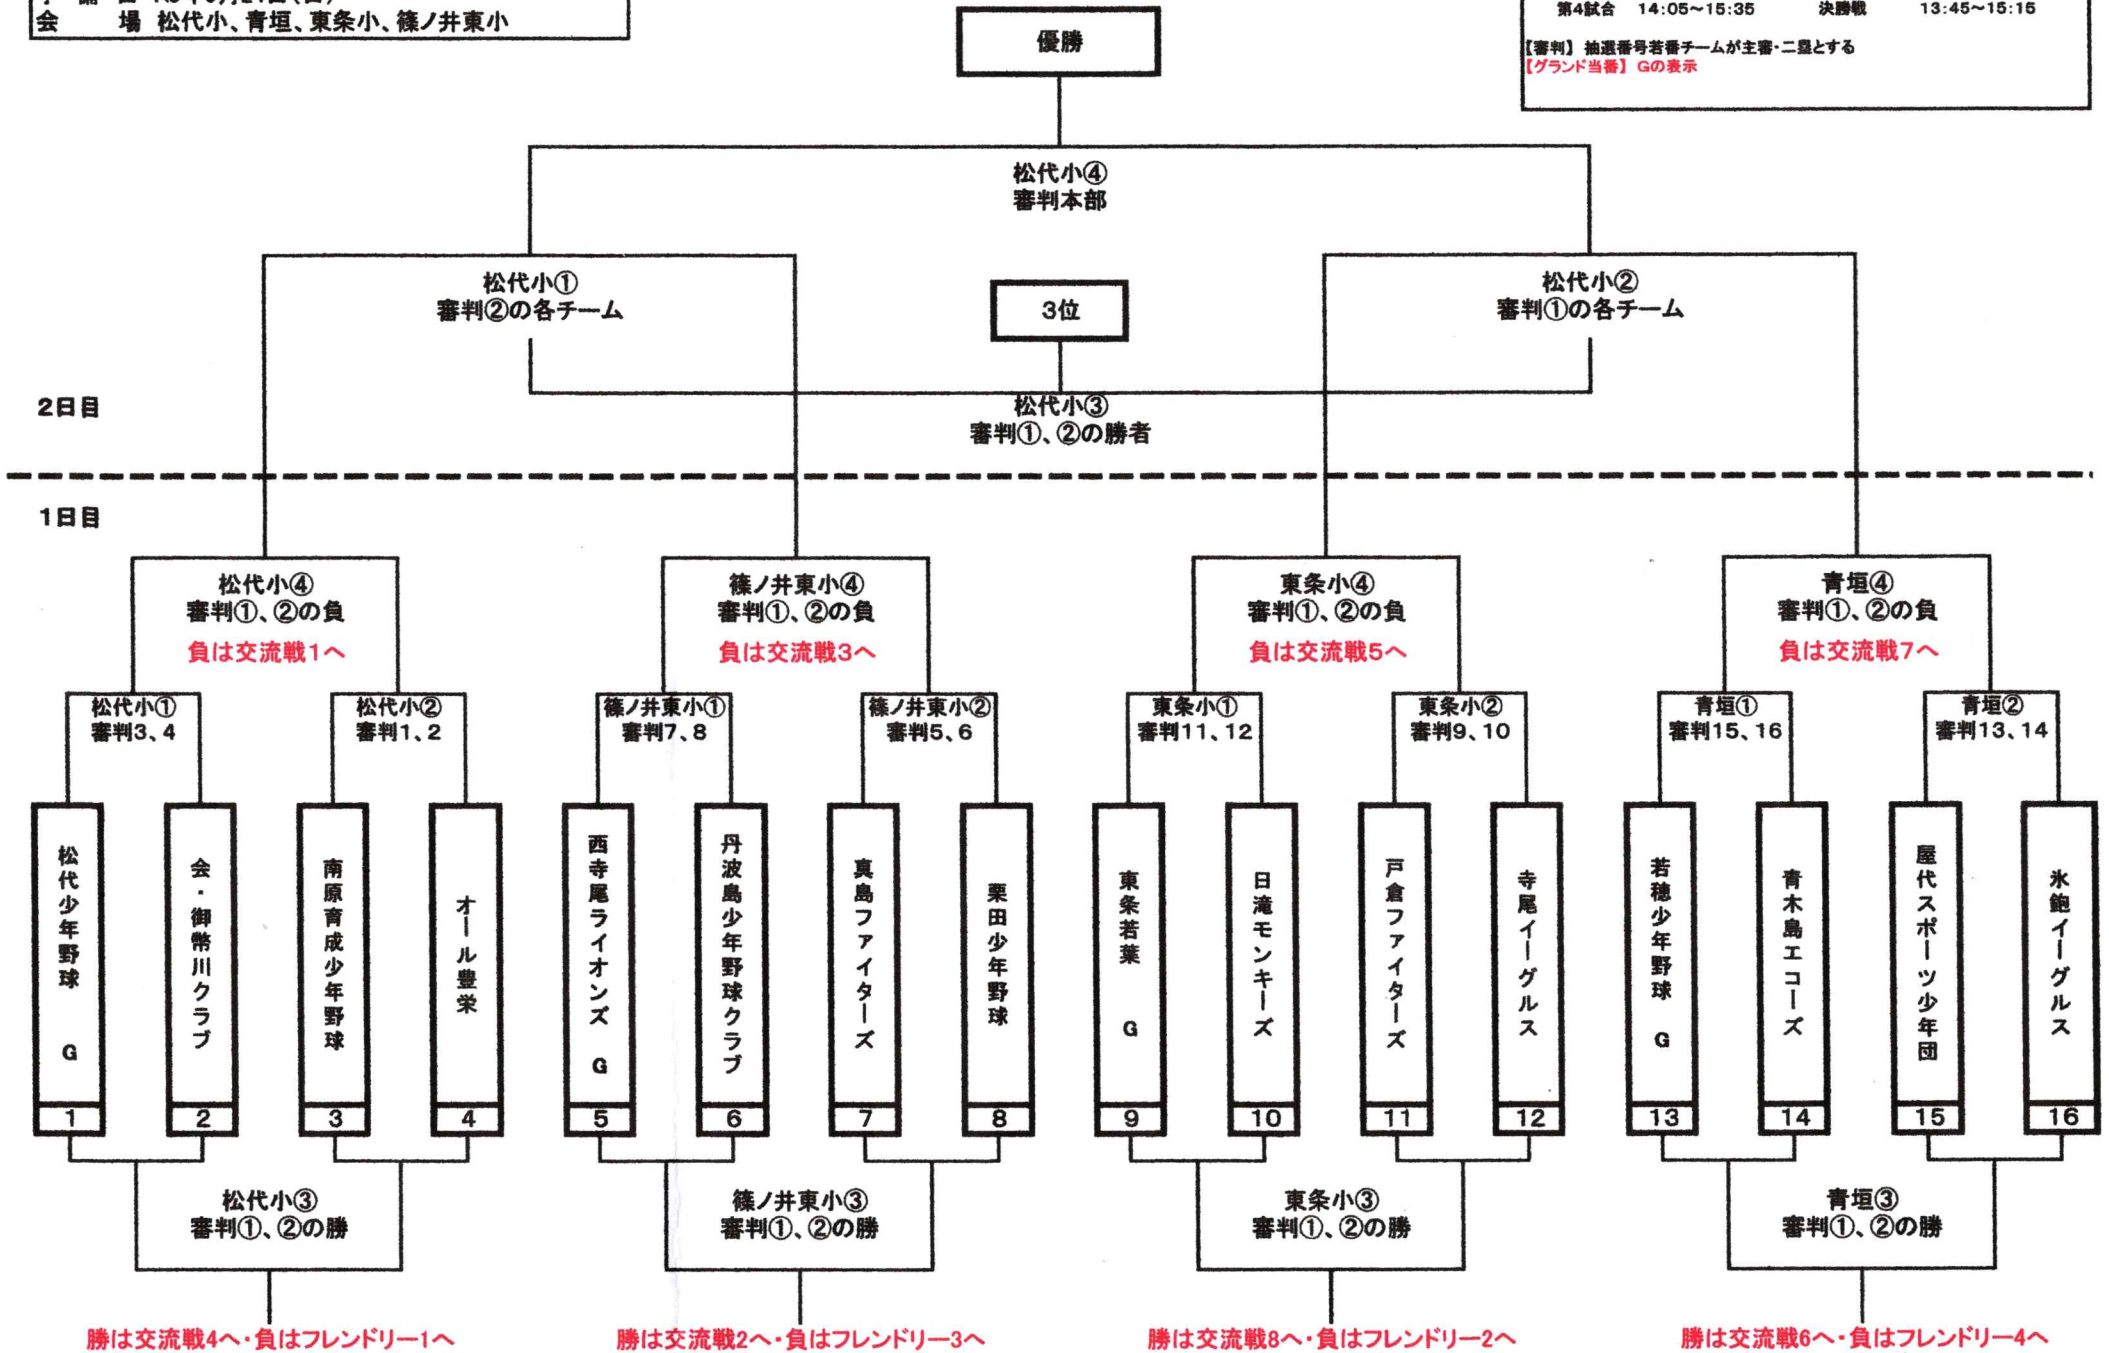 会　場 松代小、青垣、東条小、篠ノ井東小
第4試合 14:05~15:35 決勝戦 13:45~15:15
【審判】 抽選番号若番チームが主審・二塁とする
【グランド当番】 Gの表示
優勝
松代小④
審判本部
松代小①
審判②の各チーム
3位
松代小②
審判①の各チーム
松代小③
審判①、②の勝者
2日目
1日目
松代小④
審判①、②の負
負は交流戦1へ
篠ノ井東小④
審判①、②の負
負は交流戦3へ
東条小④
審判①、②の負
負は交流戦5へ
青垣④
審判①、②の負
負は交流戦7へ
松代小①
審判3、4
松代小②
審判1、2
篠ノ井東小①
審判7、8
篠ノ井東小②
審判5、6
東条小①
審判11、12
東条小②
審判9、10
青垣①
審判15、16
青垣②
審判13、14
松代少年野球 G
会・御幣川クラブ
南原育成少年野球
オール豊栄
西寺尾ライオンズ G
丹波島少年野球クラブ
真島ファイターズ
栗田少年野球
東条若葉 G
日滝モンキーズ
戸倉ファイターズ
寺尾イーグルス
若穂少年野球 G
青木島エコーズ
屋代スポーツ少年団
氷鉋イーグルス
1 2 3 4 5 6 7 8 9 10 11 12 13 14 15 16
松代小③
審判①、②の勝
篠ノ井東小③
審判①、②の勝
東条小③
審判①、②の勝
青垣③
審判①、②の勝
勝は交流戦4へ・負はフレンドリー1へ
勝は交流戦2へ・負はフレンドリー3へ
勝は交流戦8へ・負はフレンドリー2へ
勝は交流戦6へ・負はフレンドリー4へ